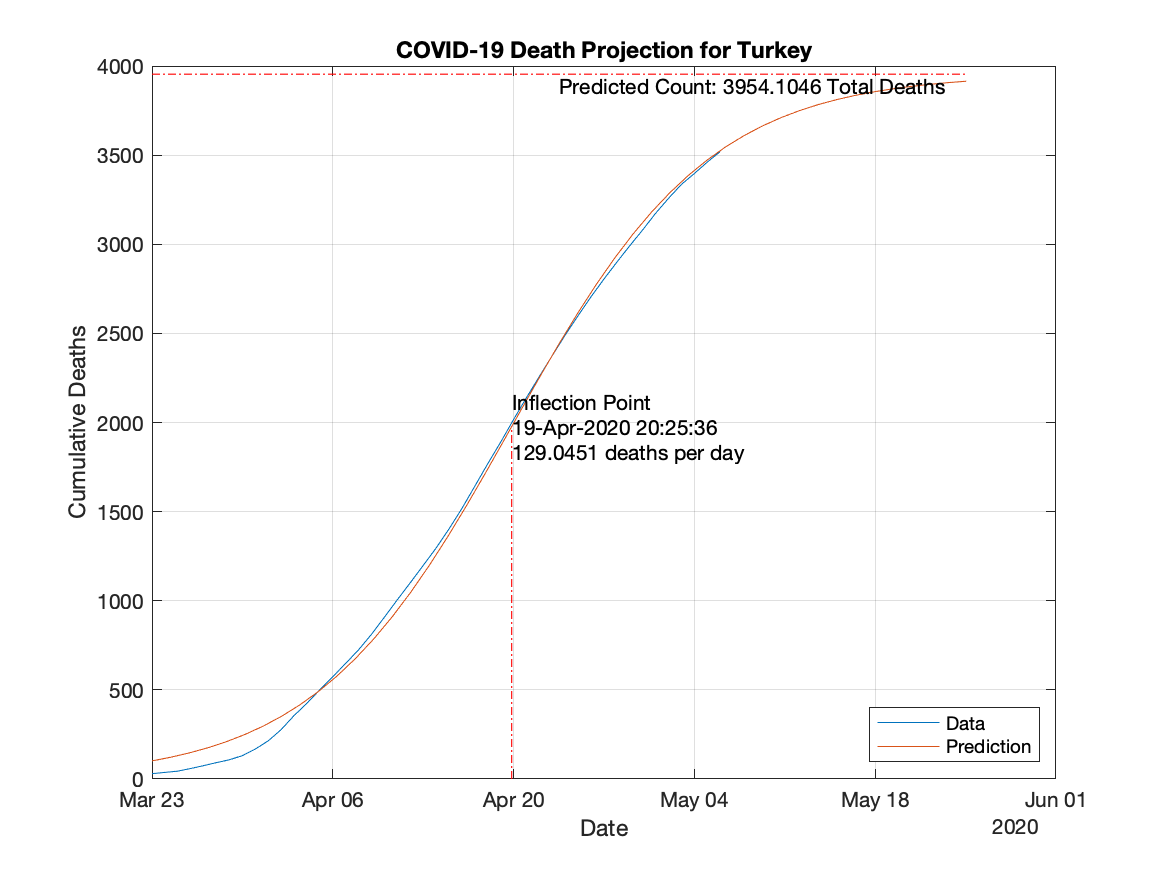 COVID-19 Death Projection for Turkey
4000
Predicted Count: 3954.1046 Total Deaths
3500
3000
2500
Inflection Point
2000
19-Apr-2020 20:25:36
129.0451 deaths per day
Cumulative Deaths
1500
1000
500
Data
Prediction
0
Mar 23
Apr 06
Apr 20
May 04
May 18
Jun 01
Date
2020